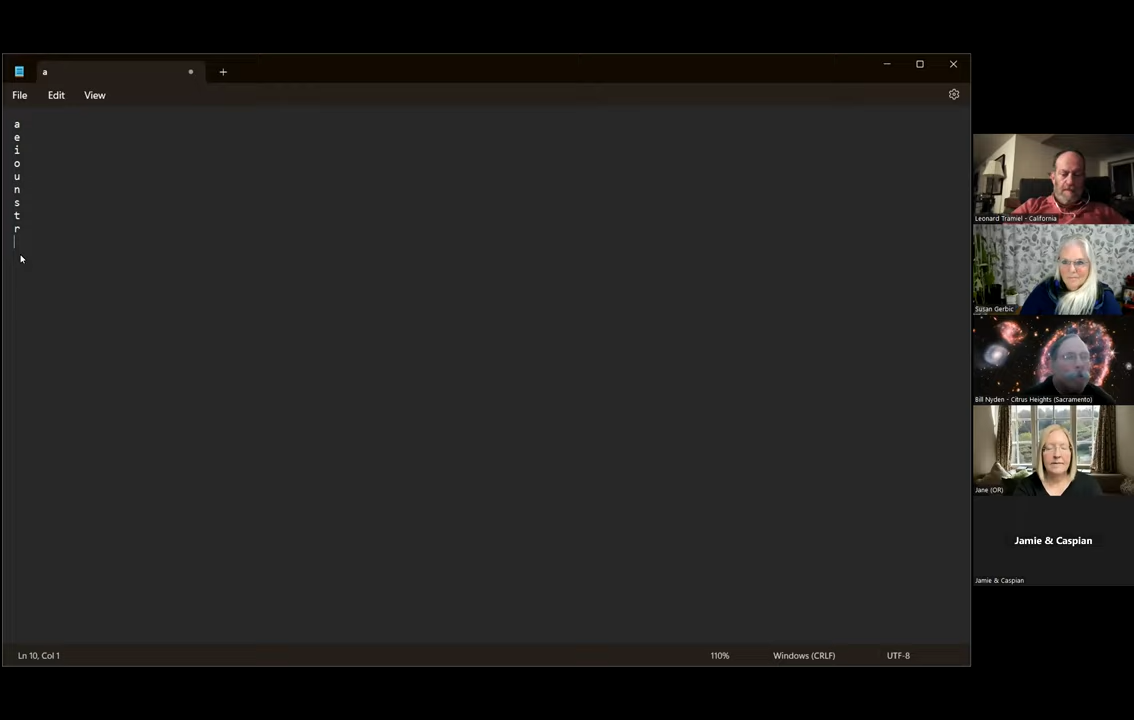 a
File Edit View
a
e
i
o
u
n
s
t
r
Ln 10, Col 1
110%
Windows (CRLF)
UTF-8
Leonard Tramiel - California
Susan Gerbic
Bill Nyden - Citrus Heights (Sacramento)
Jane (OR)
Jamie & Caspian
Jamie & Caspian